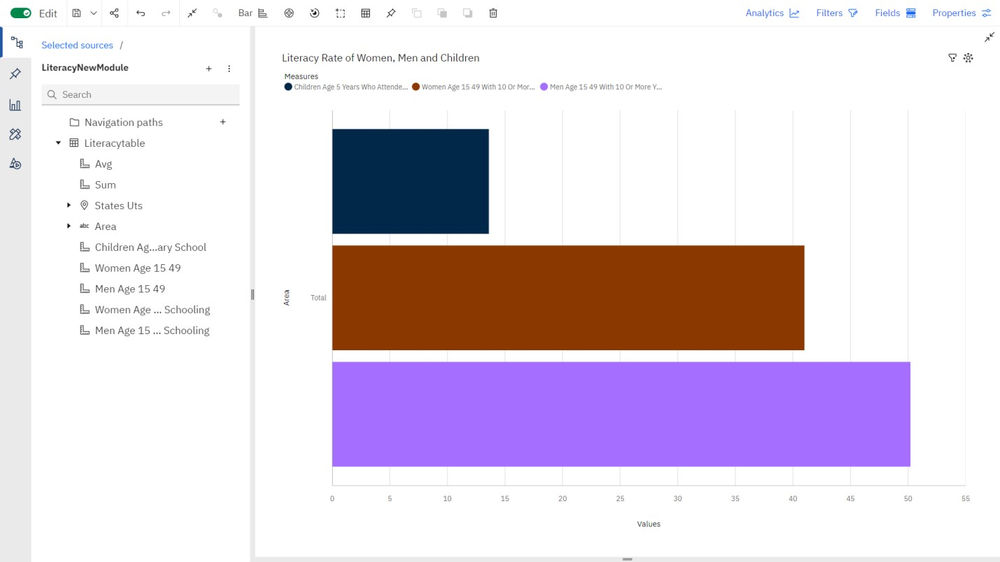 Edit
Bar
Analytics
Filters
Fields
Properties
Selected sources /
LiteracyNewModule
Search
Navigation paths
Literacytable
Avg
Sum
States Uts
abc Area
Children Ag...ary School
Women Age 15 49
Men Age 15 49
Women Age ... Schooling
Men Age 15 ... Schooling
Literacy Rate of Women, Men and Children
Measures
Children Age 5 Years Who Attende... Women Age 15 49 With 10 Or Mor... Men Age 15 49 With 10 Or More Y...
Area
Total
0 5 10 15 20 25 30 35 40 45 50 55
Values